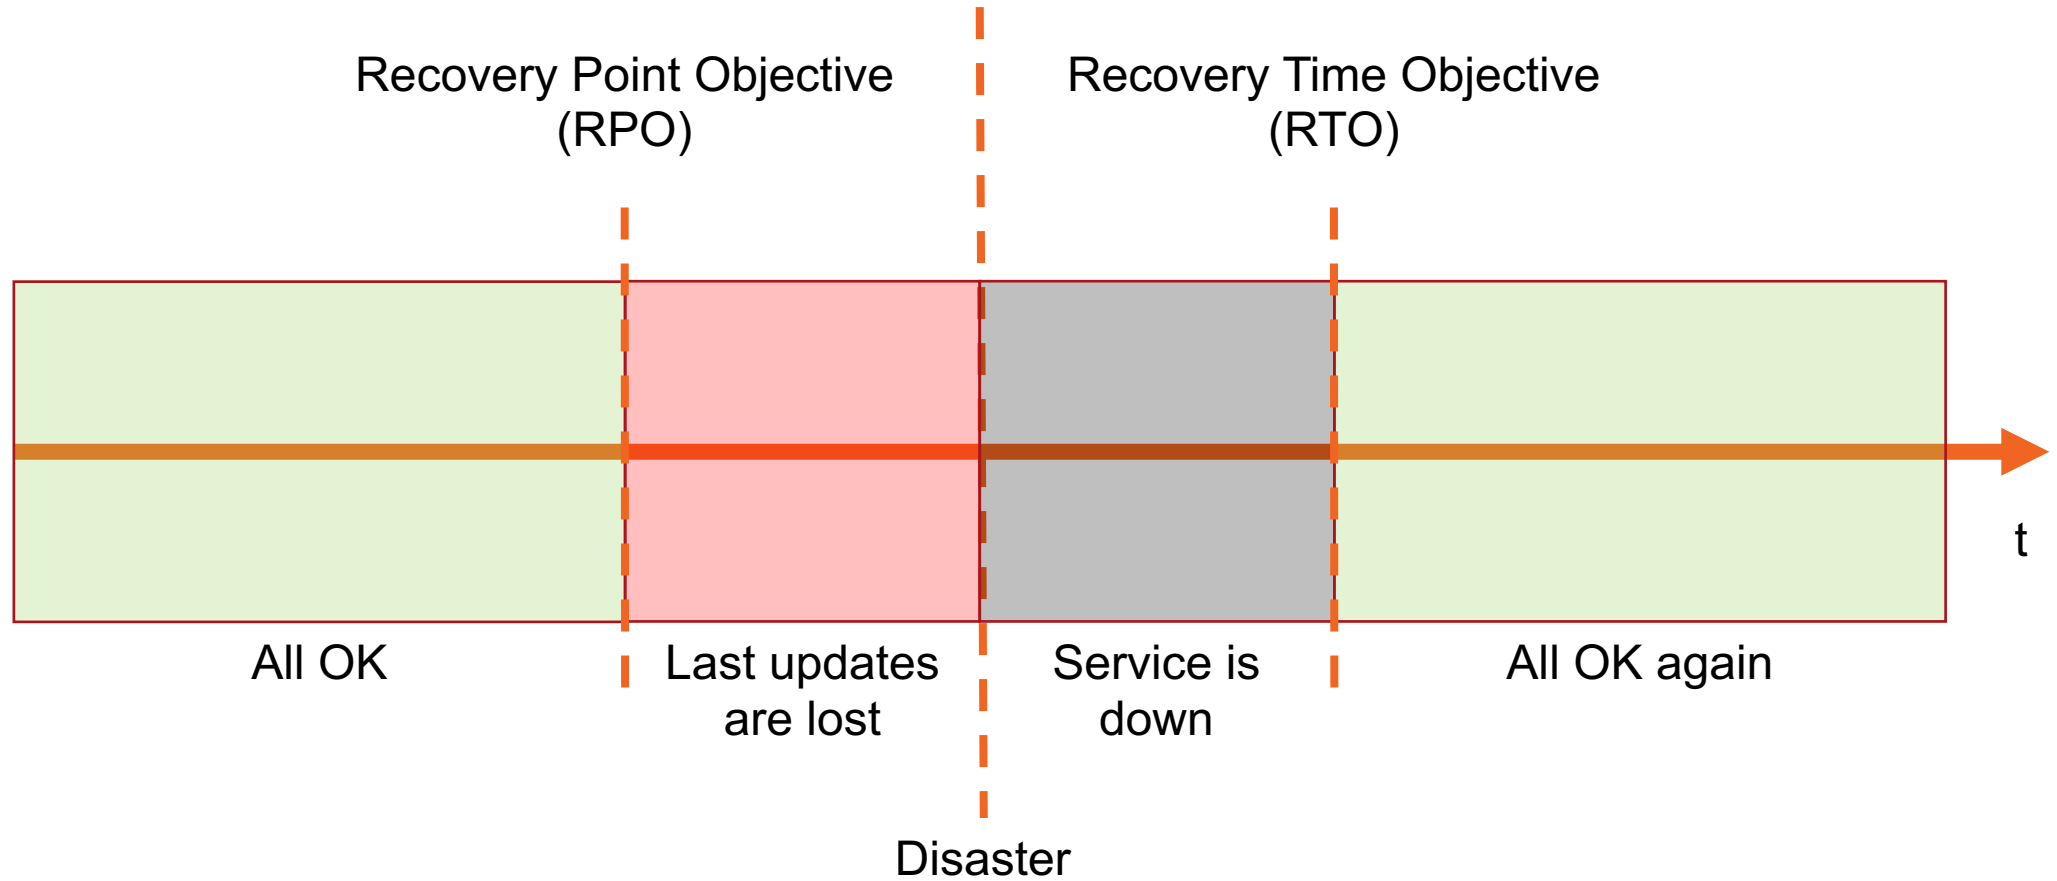 Recovery Point Objective
(RPO)
Recovery Time Objective
(RTO)
t
All OK
Last updates
are lost
Service is
down
All OK again
Disaster